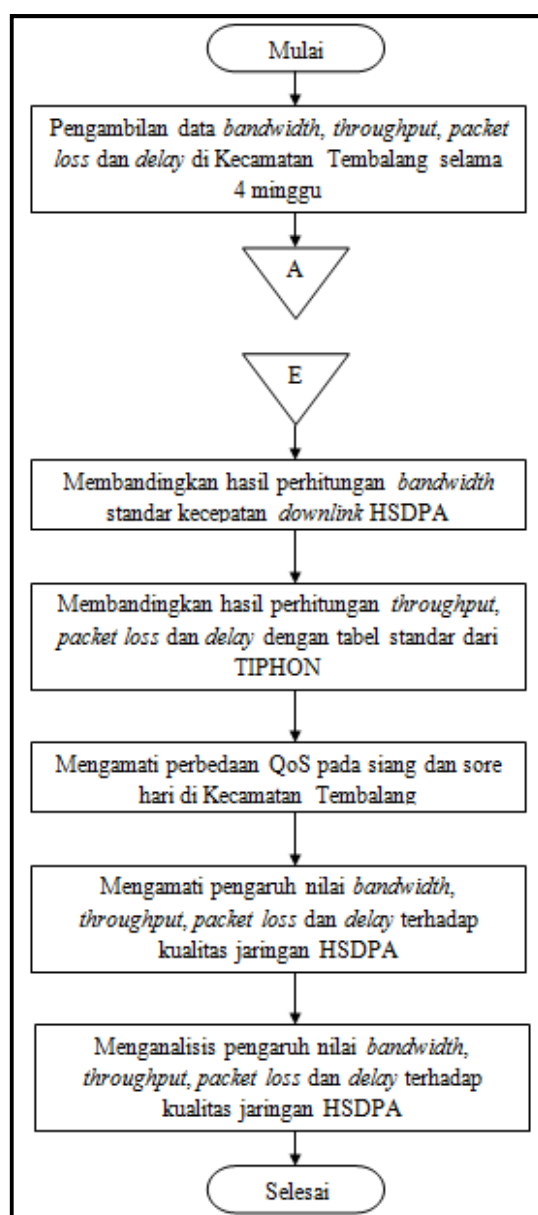 Mulai
Pengambilan data bandwidth, throughput, packet
loss dan delay di Kecamatan Tembalang selama
4 minggu
A
E
Membandingkan hasil perhitungan bandwidth
standar kecepatan downlink HSDPA
Membandingkan hasil perhitungan throughput,
packet loss dan delay dengan tabel standar dari
TIPHON
Mengamati perbedaan QoS pada siang dan sore
hari di Kecamatan Tembalang
Mengamati pengaruh nilai bandwidth,
throughput, packet loss dan delay terhadap
kualitas jaringan HSDPA
Menganalisis pengaruh nilai bandwidth,
throughput, packet loss dan delay terhadap
kualitas jaringan HSDPA
Selesai